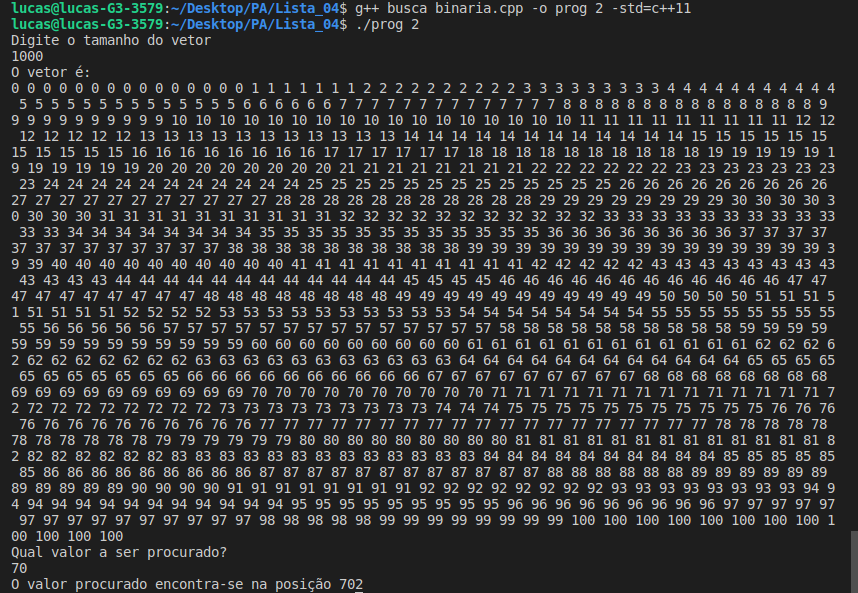 lucas@lucas-G3-3579:~/Desktop/PA/Lista_04$ g++ busca binaria.cpp -o prog 2 -std=c++11
lucas@lucas-G3-3579:~/Desktop/PA/Lista_04$ ./prog 2
Digite o tamanho do vetor
1000
O vetor é:
0 0 0 0 0 0 0 0 0 0 0 0 0 0 0 1 1 1 1 1 1 1 2 2 2 2 2 2 2 2 2 2 3 3 3 3 3 3 3 3 3 4 4 4 4 4 4 4 4 4 4 4
5 5 5 5 5 5 5 5 5 5 5 5 5 5 6 6 6 6 6 6 7 7 7 7 7 7 7 7 7 7 7 7 7 7 8 8 8 8 8 8 8 8 8 8 8 8 8 8 8 8 9
9 9 9 9 9 9 9 9 9 9 10 10 10 10 10 10 10 10 10 10 10 10 10 10 10 10 10 11 11 11 11 11 11 11 11 11 12 12
12 12 12 12 12 13 13 13 13 13 13 13 13 13 13 13 14 14 14 14 14 14 14 14 14 14 14 14 15 15 15 15 15 15
15 15 15 15 15 16 16 16 16 16 16 16 16 17 17 17 17 17 17 18 18 18 18 18 18 18 18 18 18 19 19 19 19 19 1
9 19 19 19 19 19 20 20 20 20 20 20 20 20 21 21 21 21 21 21 21 21 22 22 22 22 22 22 23 23 23 23 23 23 23
23 24 24 24 24 24 24 24 24 24 24 24 25 25 25 25 25 25 25 25 25 25 25 25 25 26 26 26 26 26 26 26 26 26
27 27 27 27 27 27 27 27 27 27 27 28 28 28 28 28 28 28 28 28 28 28 29 29 29 29 29 29 29 29 30 30 30 30 3
0 30 30 30 31 31 31 31 31 31 31 31 31 31 32 32 32 32 32 32 32 32 32 32 32 33 33 33 33 33 33 33 33 33 33
33 33 34 34 34 34 34 34 34 34 35 35 35 35 35 35 35 35 35 35 35 35 36 36 36 36 36 36 36 36 37 37 37 37
37 37 37 37 37 37 37 37 37 38 38 38 38 38 38 38 38 38 38 39 39 39 39 39 39 39 39 39 39 39 39 39 39 39 3
9 39 40 40 40 40 40 40 40 40 40 40 41 41 41 41 41 41 41 41 41 41 42 42 42 42 42 43 43 43 43 43 43 43 43
43 43 43 43 44 44 44 44 44 44 44 44 44 44 44 44 45 45 45 45 46 46 46 46 46 46 46 46 46 46 46 46 47 47
47 47 47 47 47 47 47 47 48 48 48 48 48 48 48 48 49 49 49 49 49 49 49 49 49 49 49 50 50 50 50 51 51 51 5
1 51 51 51 51 52 52 52 52 53 53 53 53 53 53 53 53 53 53 54 54 54 54 54 54 54 54 55 55 55 55 55 55 55 55
55 56 56 56 56 56 57 57 57 57 57 57 57 57 57 57 57 57 57 57 58 58 58 58 58 58 58 58 58 58 59 59 59 59
59 59 59 59 59 59 59 59 59 59 60 60 60 60 60 60 60 60 60 61 61 61 61 61 61 61 61 61 61 61 61 62 62 62 6
2 62 62 62 62 62 62 62 63 63 63 63 63 63 63 63 63 63 63 64 64 64 64 64 64 64 64 64 64 64 64 65 65 65 65
65 65 65 65 65 65 65 66 66 66 66 66 66 66 66 66 66 67 67 67 67 67 67 67 67 67 68 68 68 68 68 68 68 68
69 69 69 69 69 69 69 69 69 69 70 70 70 70 70 70 70 70 70 70 71 71 71 71 71 71 71 71 71 71 71 71 71 71 7
2 72 72 72 72 72 72 72 72 73 73 73 73 73 73 73 73 73 74 74 74 75 75 75 75 75 75 75 75 75 75 75 76 76 76
76 76 76 76 76 76 76 76 76 76 77 77 77 77 77 77 77 77 77 77 77 77 77 77 77 77 77 77 77 78 78 78 78 78
78 78 78 78 78 78 79 79 79 79 79 79 80 80 80 80 80 80 80 80 80 81 81 81 81 81 81 81 81 81 81 81 81 81 8
2 82 82 82 82 82 82 83 83 83 83 83 83 83 83 83 83 83 83 83 84 84 84 84 84 84 84 84 84 84 85 85 85 85 85
85 86 86 86 86 86 86 86 86 86 87 87 87 87 87 87 87 87 87 87 87 87 88 88 88 88 88 88 89 89 89 89 89 89
89 89 89 89 89 90 90 90 90 91 91 91 91 91 91 91 91 92 92 92 92 92 92 92 92 93 93 93 93 93 93 93 93 94 9
4 94 94 94 94 94 94 94 94 94 94 94 95 95 95 95 95 95 95 95 95 96 96 96 96 96 96 96 96 96 97 97 97 97 97
97 97 97 97 97 97 97 97 97 97 98 98 98 98 98 99 99 99 99 99 99 99 99 100 100 100 100 100 100 100 100 1
00 100 100 100
Qual valor a ser procurado?
70
O valor procurado encontra-se na posição 702